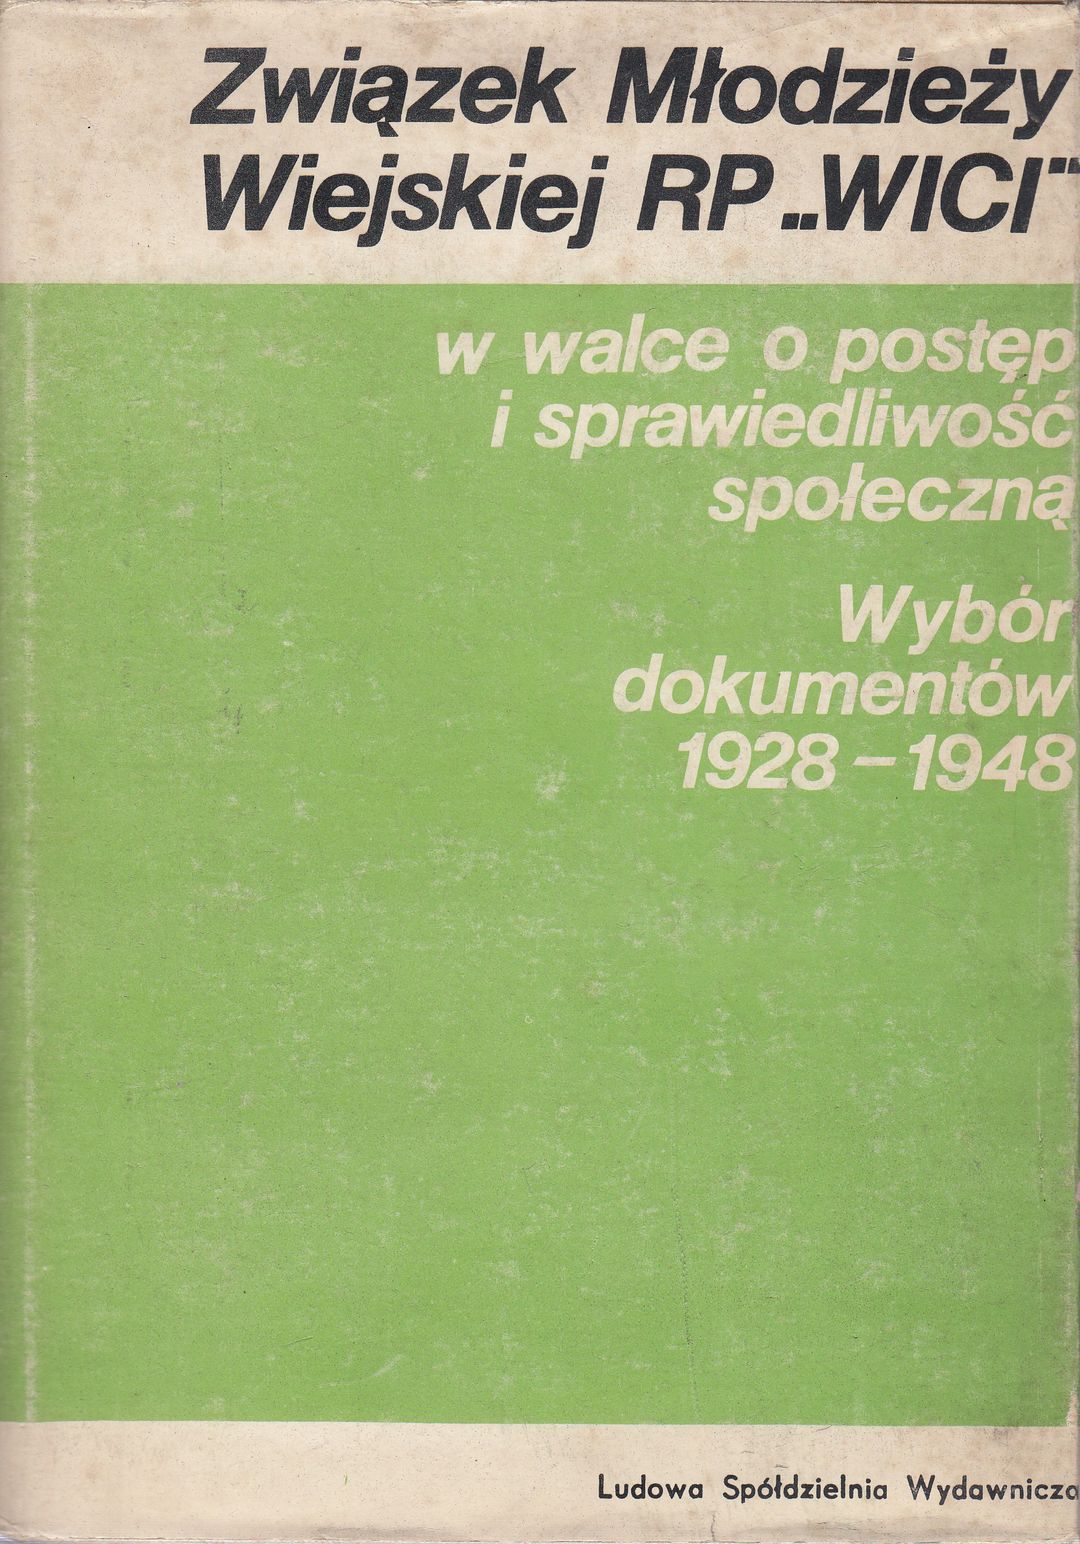 Związek Młodzieży
Wiejskiej RP „WICI”
w walce o postęp
i sprawiedliwość
społeczną
Wybór
dokumentów
1928 – 1948
Ludowa Spółdzielnia Wydawnicza